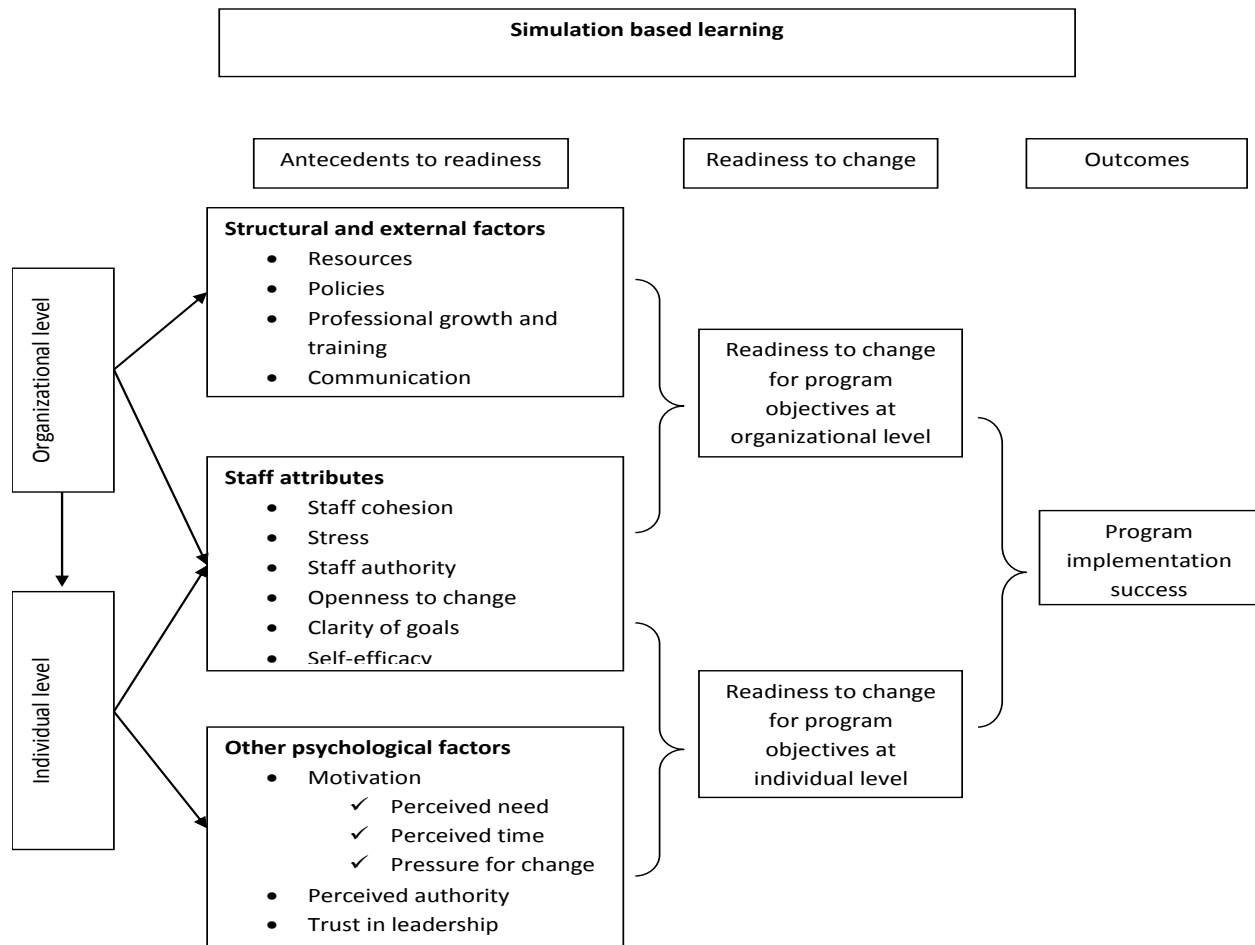 Simulation based learning
Antecedents to readiness
Readiness to change
Outcomes
Organizational level
Individual level
Structural and external factors
• Resources
• Policies
• Professional growth and
training
• Communication
Staff attributes
• Staff cohesion
• Stress
• Staff authority
• Openness to change
• Clarity of goals
• Self-efficacy
Other psychological factors
• Motivation
✓ Perceived need
✓ Perceived time
✓ Pressure for change
• Perceived authority
• Trust in leadership
Readiness to change
for program
objectives at
organizational level
Readiness to change
for program
objectives at
individual level
Program
implementation
success